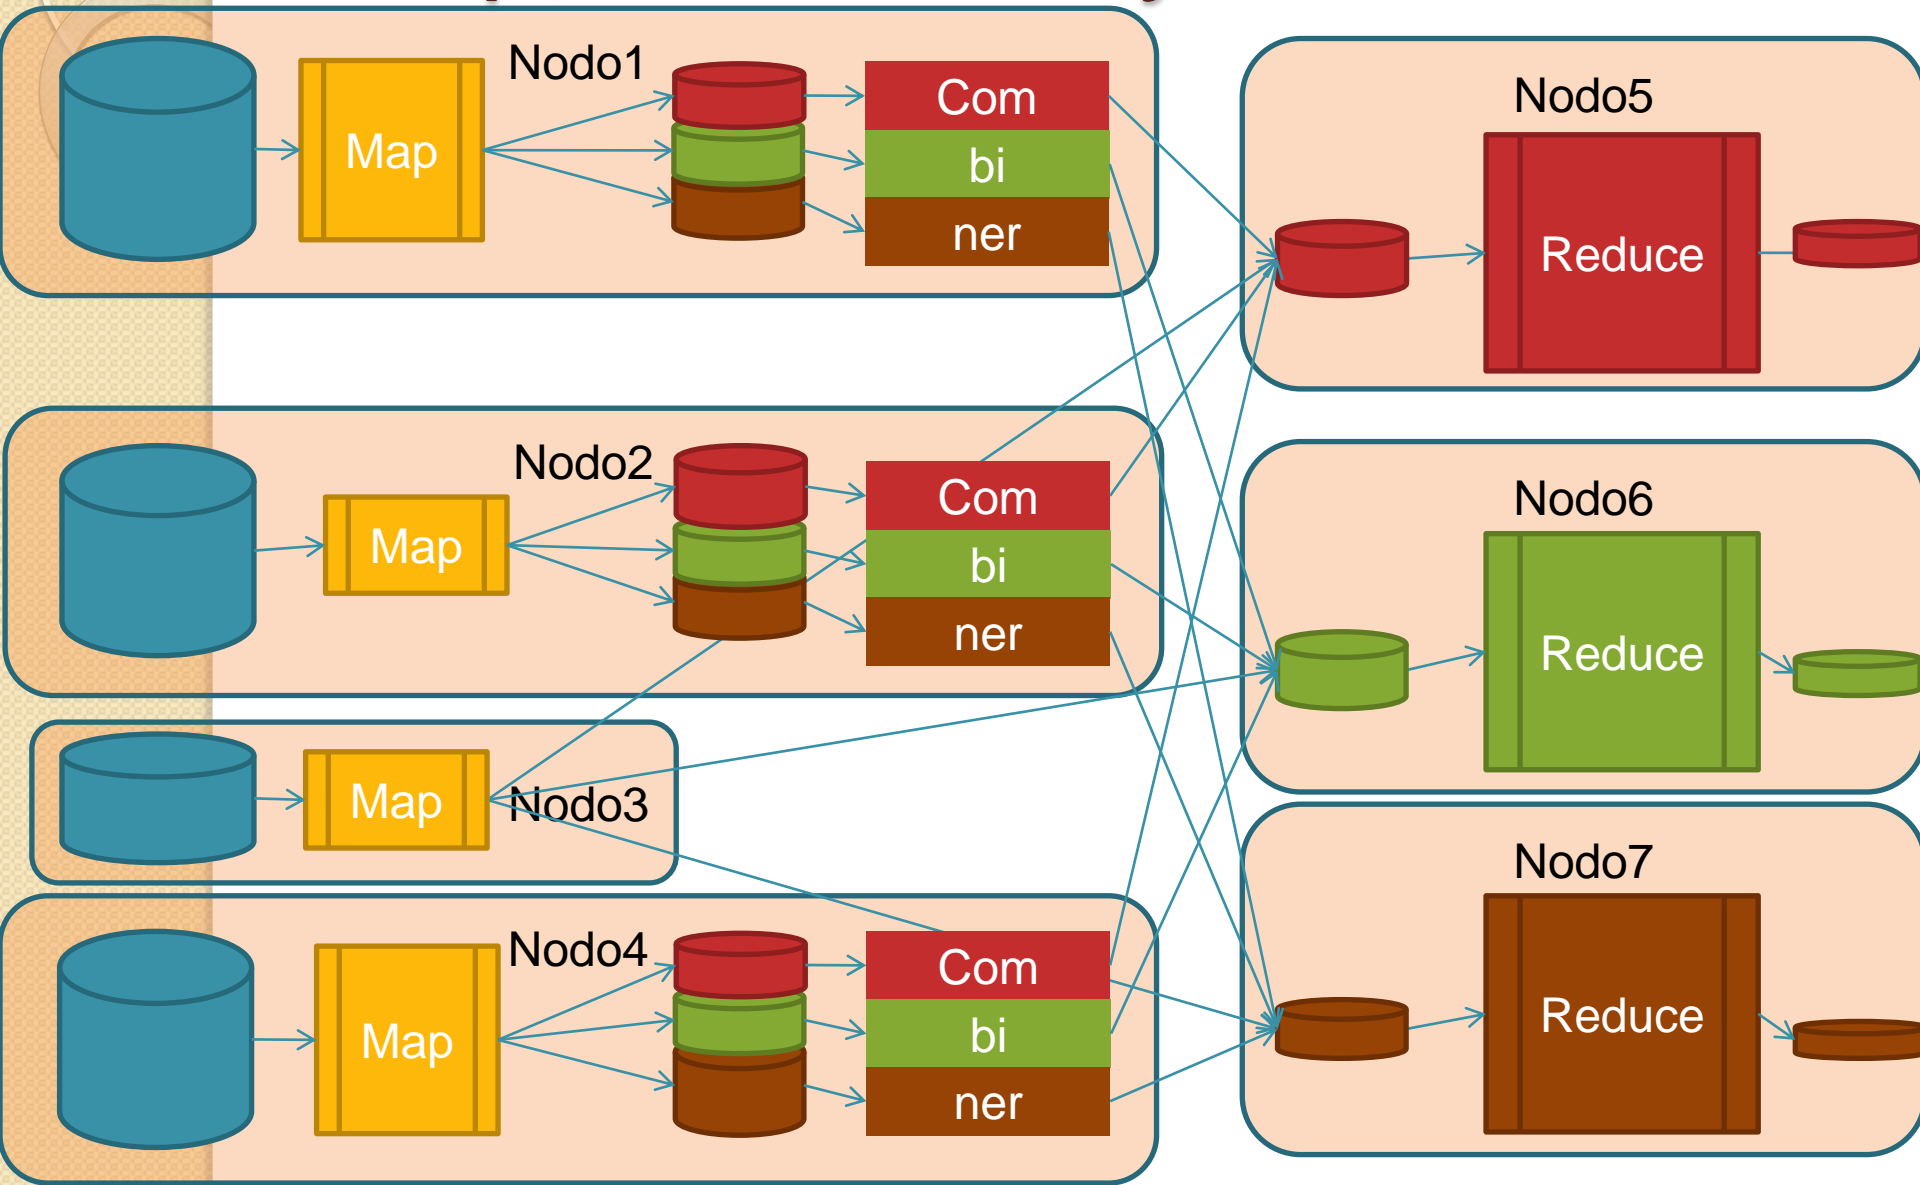 Nodo1
Map
Com
bi
ner
Nodo2
Map
Com
bi
ner
Nodo3
Map
Nodo4
Map
Com
bi
ner
Nodo5
Reduce
Nodo6
Reduce
Nodo7
Reduce